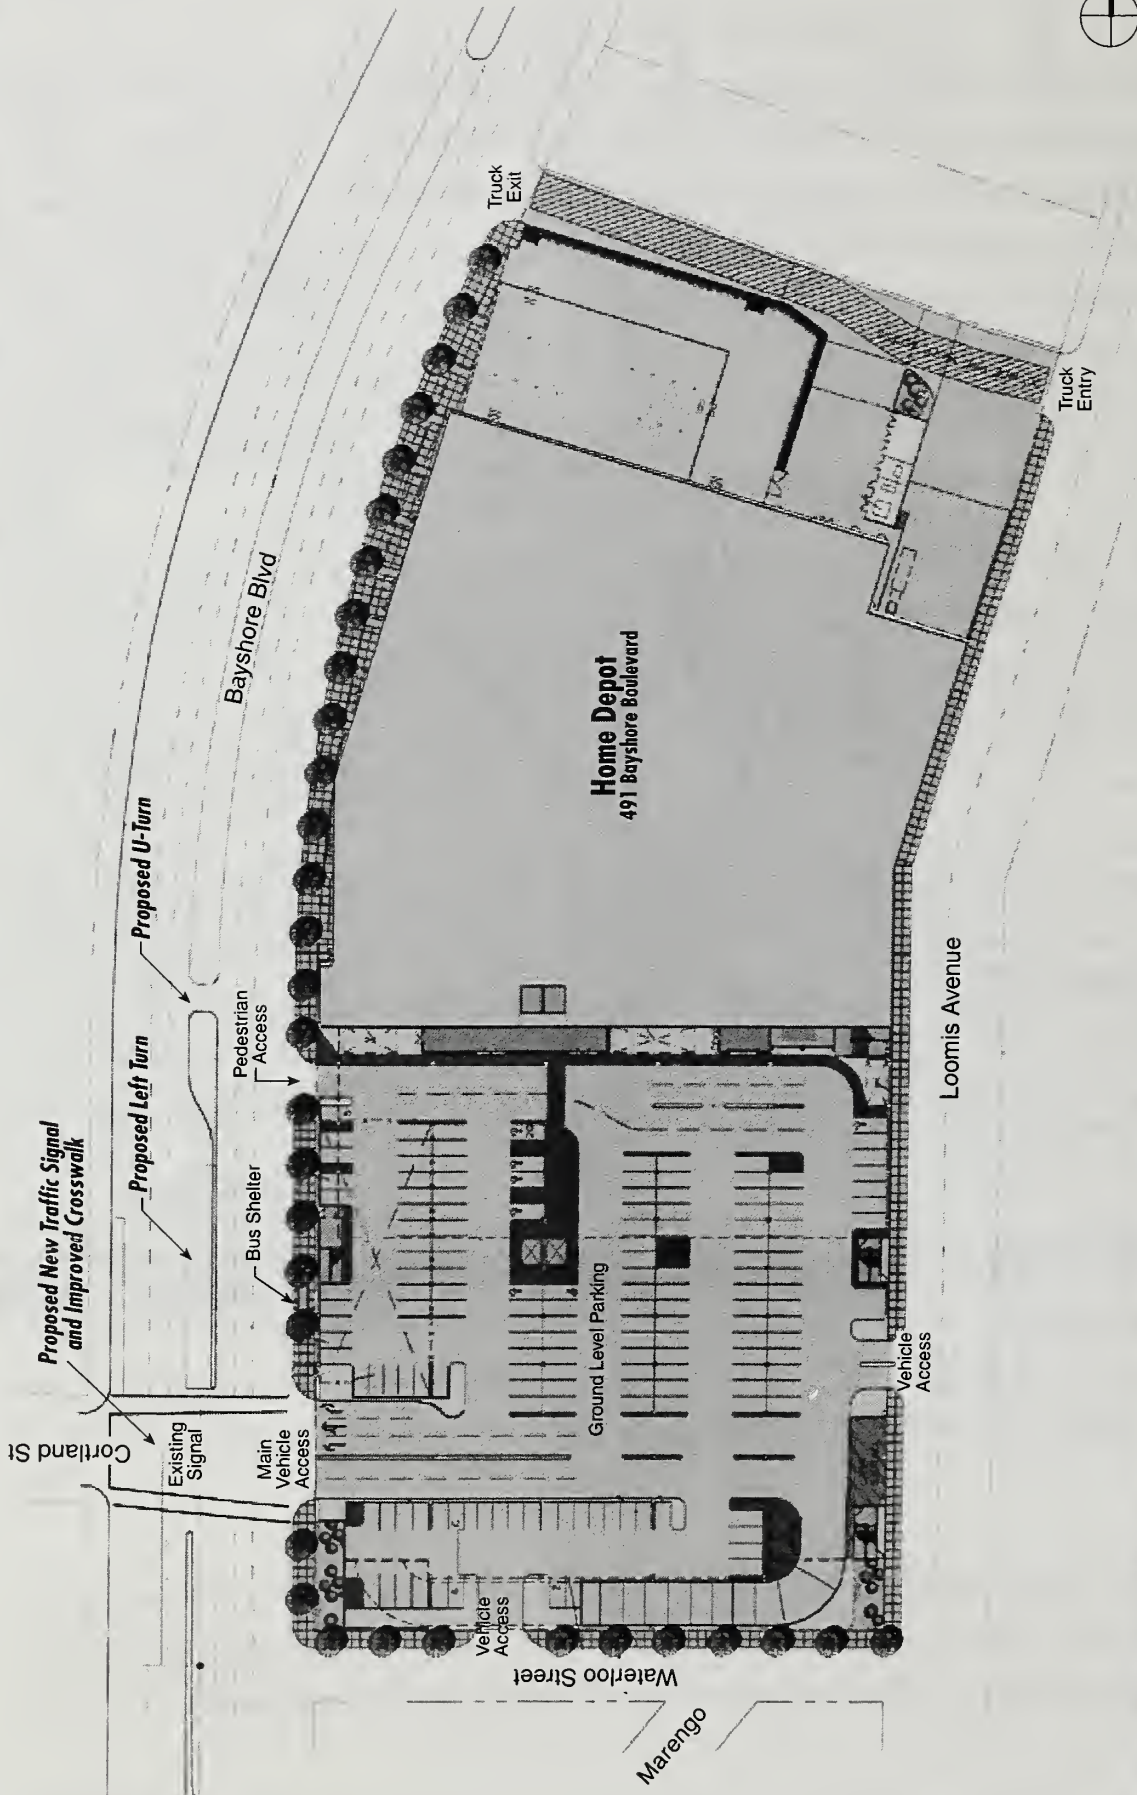 Truck
Exit
Truck
Entry
Bayshore Blvd
Home Depot
491 Bayshore Boulevard
Loomis Avenue
Proposed U-Turn
Proposed Left Turn
Pedestrian
Access
Proposed New Traffic Signal
and Improved Crosswalk
Bus Shelter
Cortland St
Existing
Signal
Main
Vehicle
Access
Ground Level Parking
Vehicle
Access
Vehicle
Access
Waterloo Street
Marengo